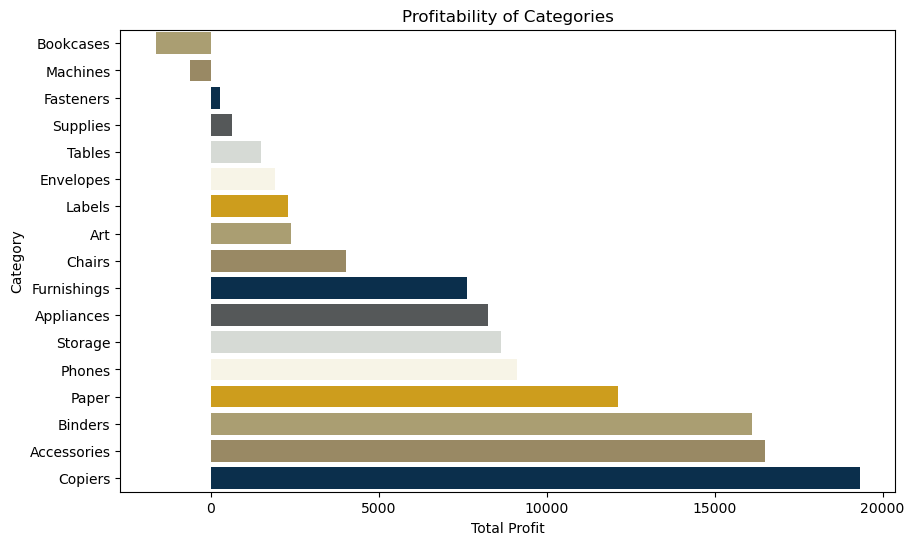 Profitability of Categories
Bookcases
Machines
Fasteners
Supplies
Tables
Envelopes
Labels
Art
Chairs
Furnishings
Appliances
Storage
Phones
Paper
Binders
Accessories
Copiers
Category
0 5000 10000 15000 20000
Total Profit